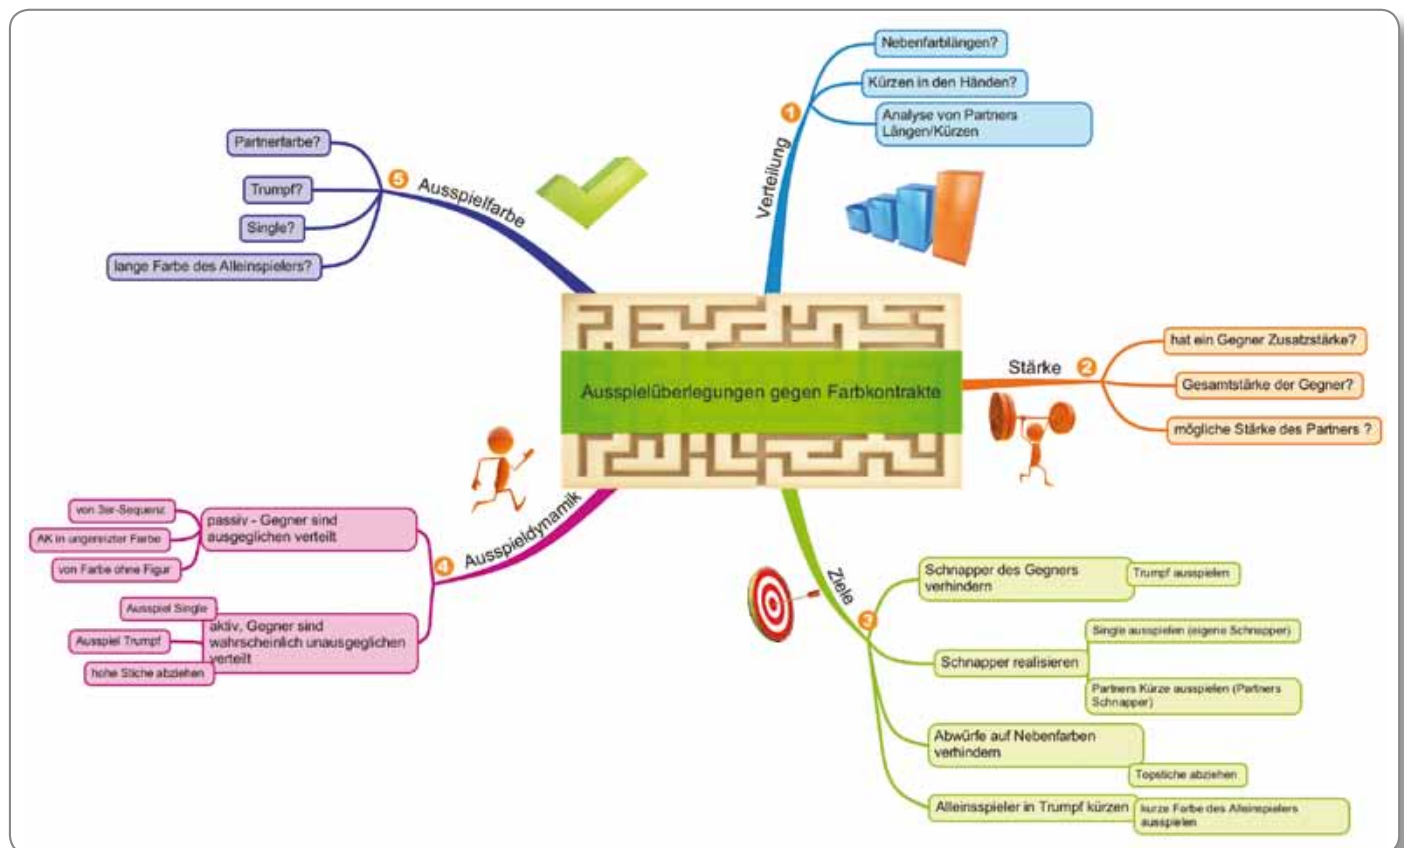 Ausspielüberlegungen gegen Farbkontrakte
1
Verteilung
Nebenfarblängen?
Kürzen in den Händen?
Analyse von Partners
Längen/Kürzen
2
Stärke
hat ein Gegner Zusatzstärke?
Gesamtstärke der Gegner?
mögliche Stärke des Partners ?
3
Ziele
Schnapper des Gegners
verhindern
Trumpf ausspielen
Schnapper realisieren
Single ausspielen (eigene Schnapper)
Partners Kürze ausspielen (Partners
Schnapper)
Abwürfe auf Nebenfarben
verhindern
Topstiche abziehen
Alleinsspieler in Trumpf kürzen
kurze Farbe des Alleinspielers
ausspielen
4
Ausspieldynamik
passiv - Gegner sind
ausgeglichen verteilt
von 3er-Sequenz
AK in ungereizter Farbe
von Farbe ohne Figur
aktiv, Gegner sind
wahrscheinlich unausgeglichen
verteilt
Ausspiel Single
Ausspiel Trumpf
hohe Stiche abziehen
5
Ausspielfarbe
Partnerfarbe?
Trumpf?
Single?
lange Farbe des Alleinspielers?